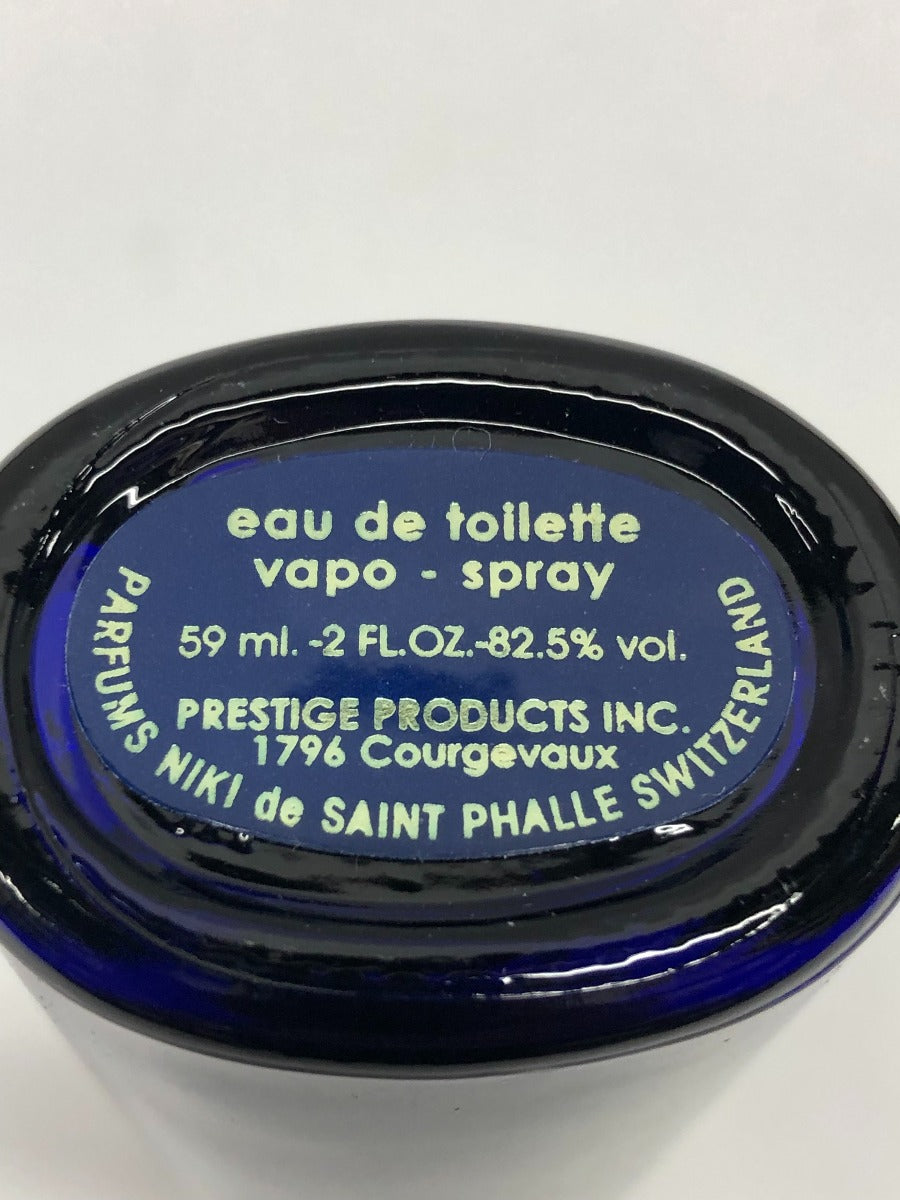 eau de toilette
vapo - spray
59 ml. -2 FL.OZ.-82.5% vol.
PRESTIGE PRODUCTS INC.
1796 Courgevaux
PARFUMS NIKI de SAINT PHALLE SWITZERLAND